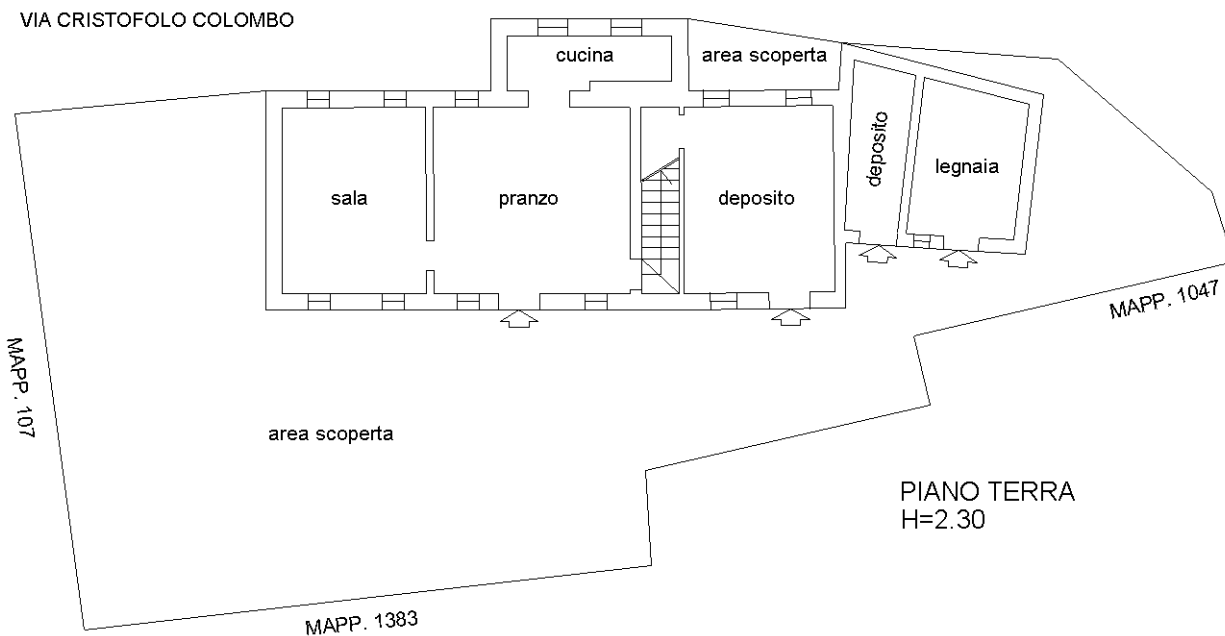 VIA CRISTOFOLO COLOMBO
cucina
area scoperta
sala
pranzo
deposito
deposito
legnaia
MAPP. 1047
MAPP. 107
area scoperta
PIANO TERRA
H=2.30
MAPP. 1383